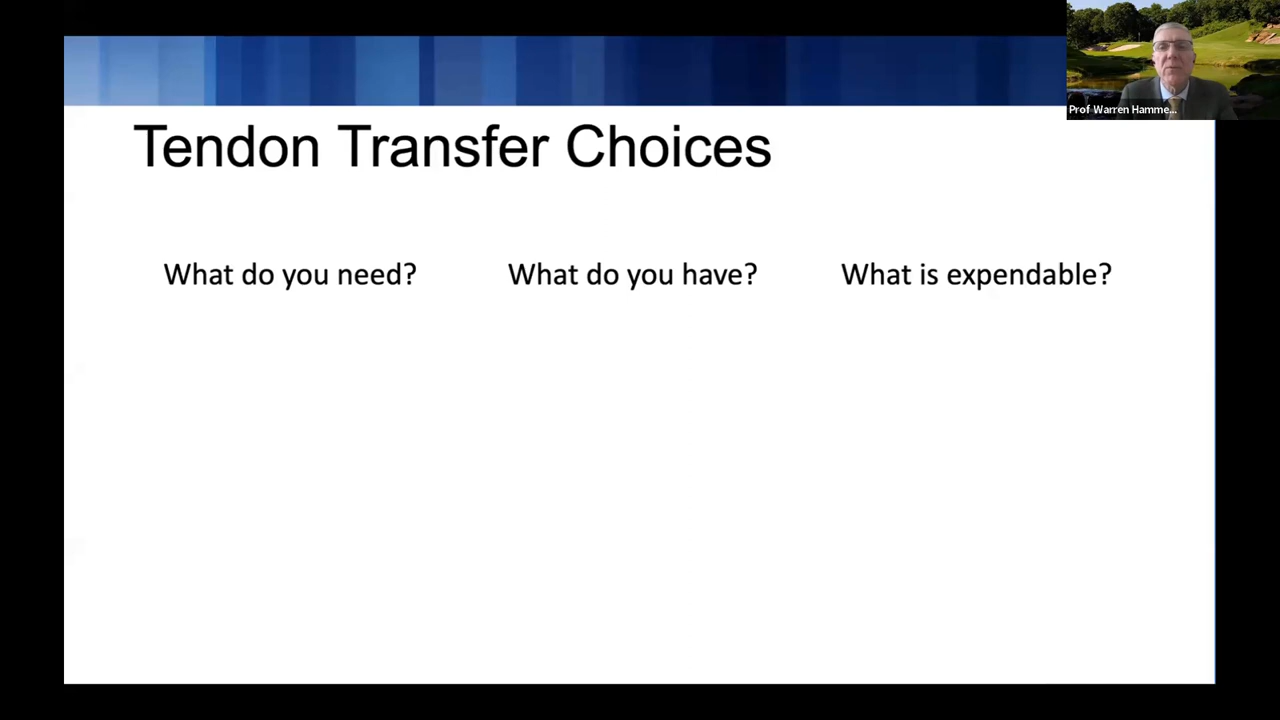 Prof Warren Hamme...
Tendon Transfer Choices
What do you need? What do you have? What is expendable?